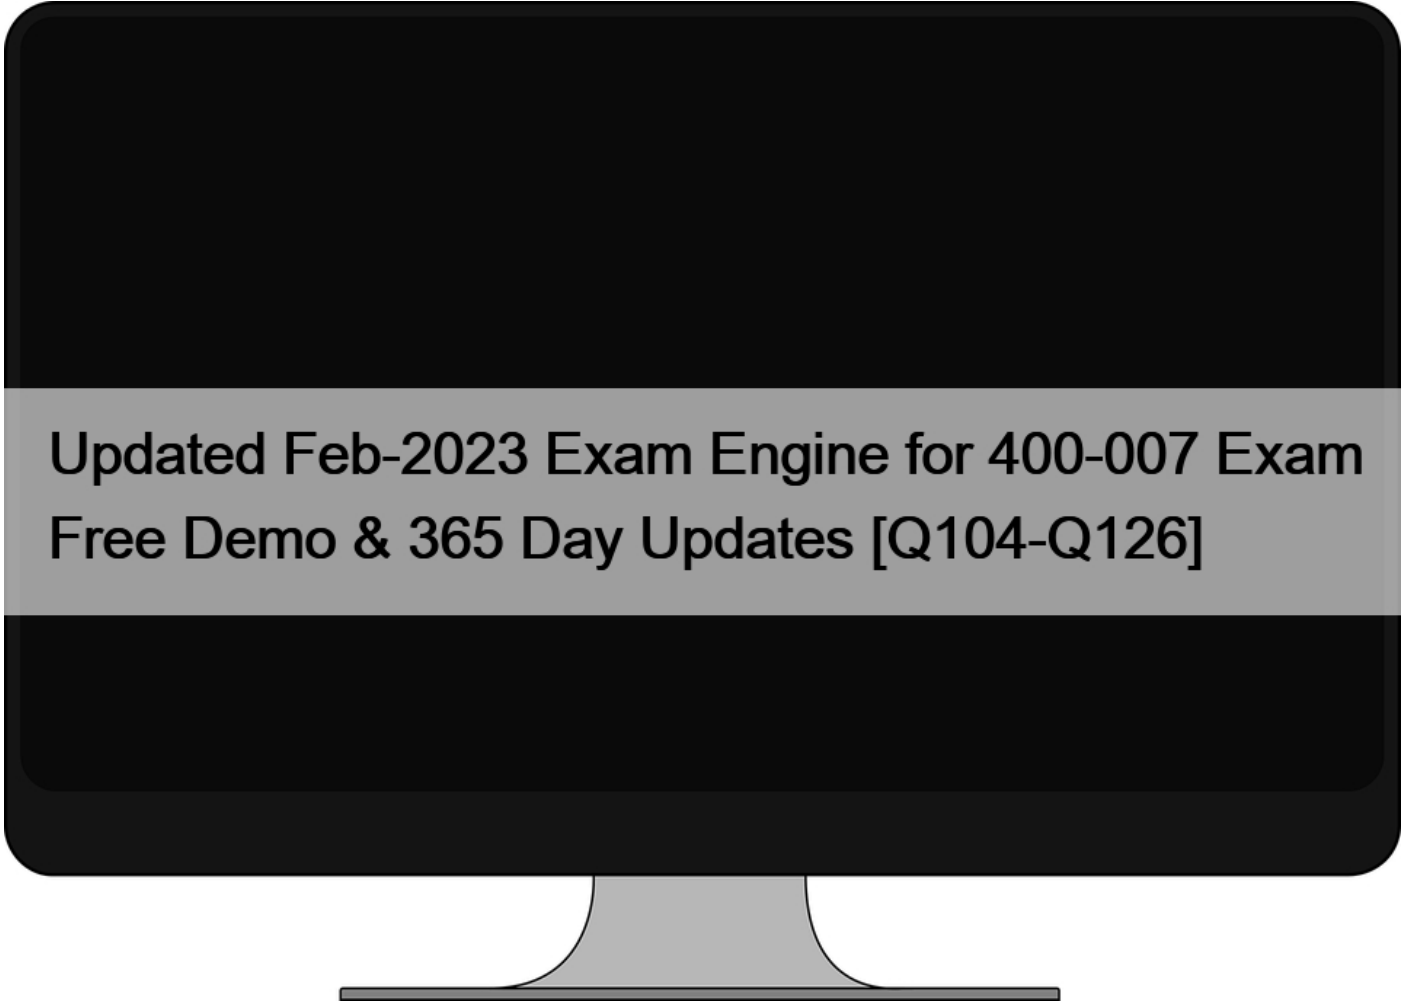 Updated Feb-2023 Exam Engine for 400-007 Exam
Free Demo & 365 Day Updates [Q104-Q126]